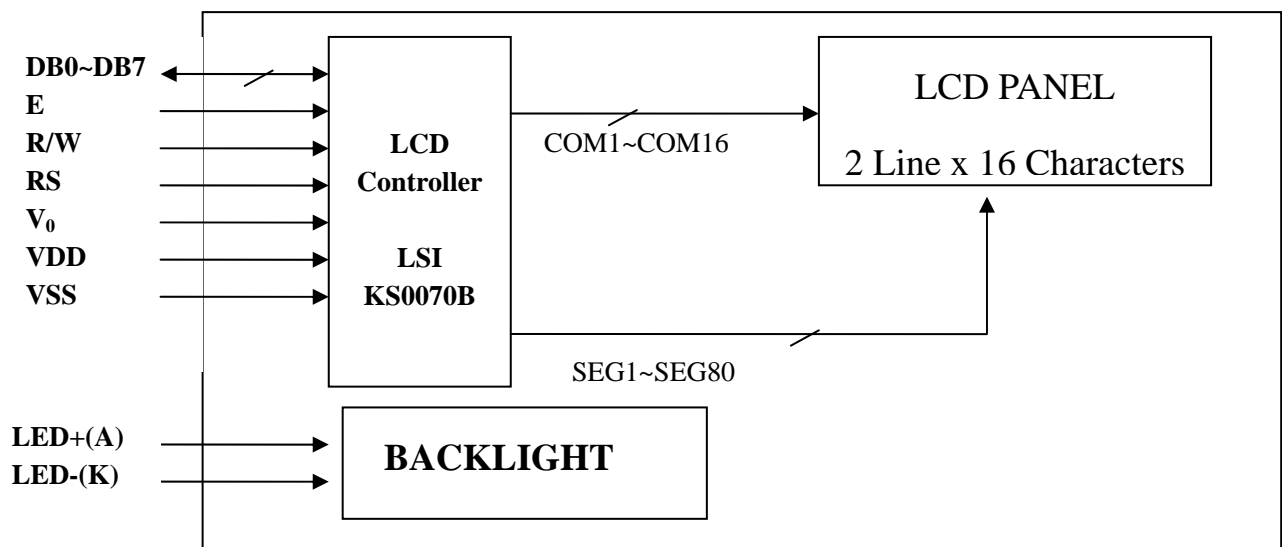 DB0~DB7
E
R/W
RS
V₀
VDD
VSS
LED+(A)
LED-(K)
LCD
Controller
LSI
KS0070B
COM1~COM16
SEG1~SEG80
LCD PANEL
2 Line x 16 Characters
BACKLIGHT